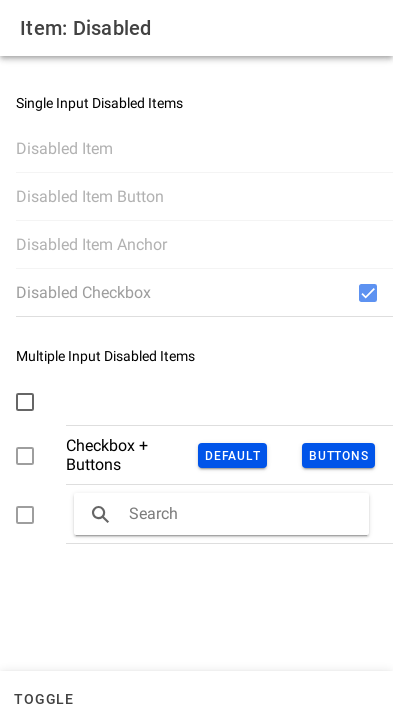 Item: Disabled
Single Input Disabled Items
Disabled Item
Disabled Item Button
Disabled Item Anchor
Disabled Checkbox
Multiple Input Disabled Items
Checkbox +
Buttons
DEFAULT
BUTTONS
Search
TOGGLE